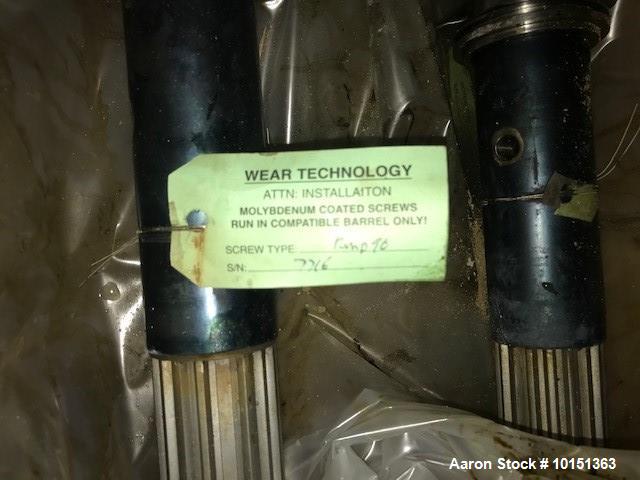 WEAR TECHNOLOGY
ATTN: INSTALLAITON
MOLYBDENUM COATED SCREWS
RUN IN COMPATIBLE BARREL ONLY!
SCREW TYPE
S/N:
Aaron Stock # 10151363